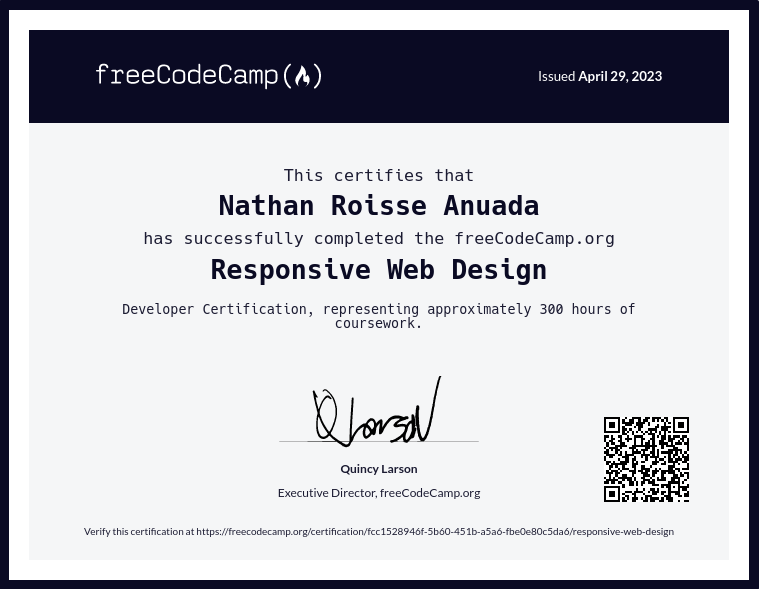 freeCodeCamp(🔥)
Issued April 29, 2023
This certifies that
Nathan Roisse Anuada
has successfully completed the freeCodeCamp.org
Responsive Web Design
Developer Certification, representing approximately 300 hours of
coursework.
QLarson
Quincy Larson
Executive Director, freeCodeCamp.org
Verify this certification at https://freecodecamp.org/certification/fcc1528946f-5b60-451b-a5a6-fbe0e80c5da6/responsive-web-design